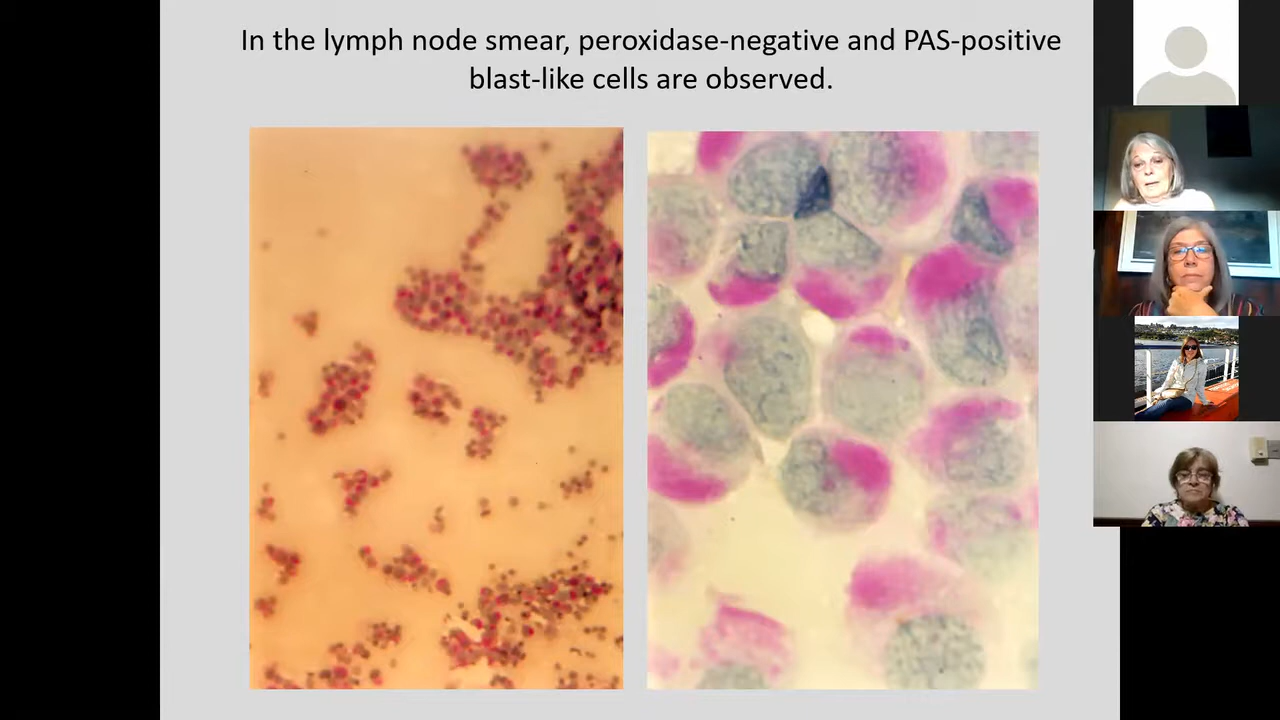 In the lymph node smear, peroxidase-negative and PAS-positive
blast-like cells are observed.